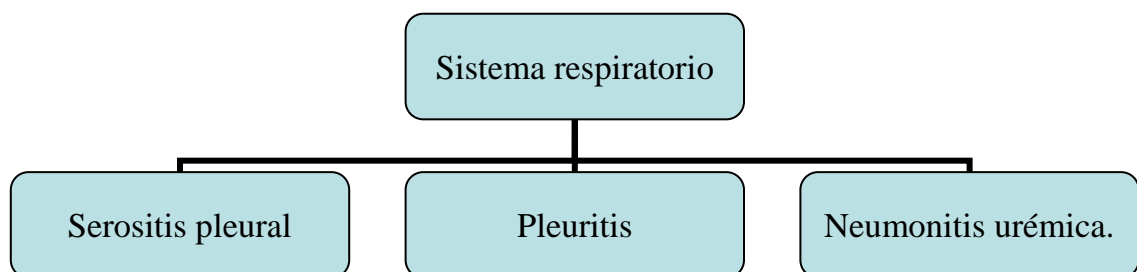 Sistema respiratorio
Serositis pleural
Pleuritis
Neumonitis urémica.